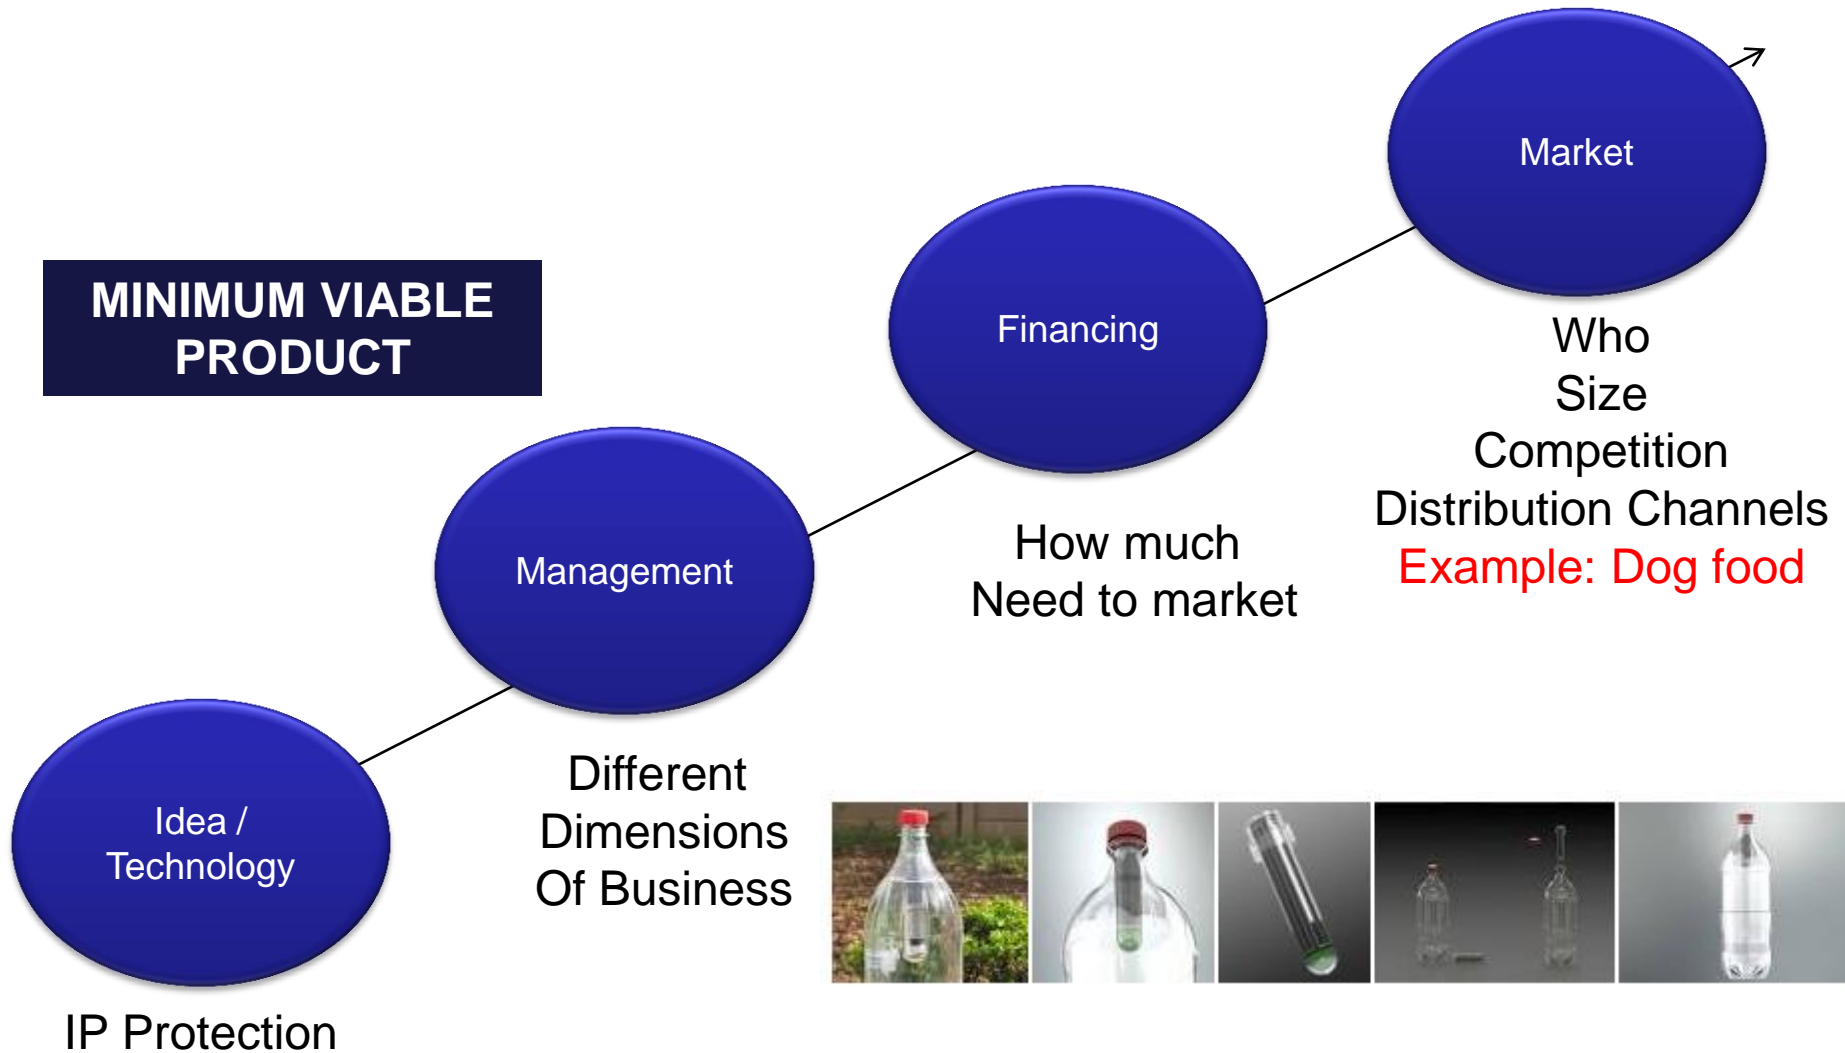 MINIMUM VIABLE
PRODUCT
Idea /
Technology
IP Protection
Management
Different
Dimensions
Of Business
Financing
How much
Need to market
Market
Who
Size
Competition
Distribution Channels
Example: Dog food